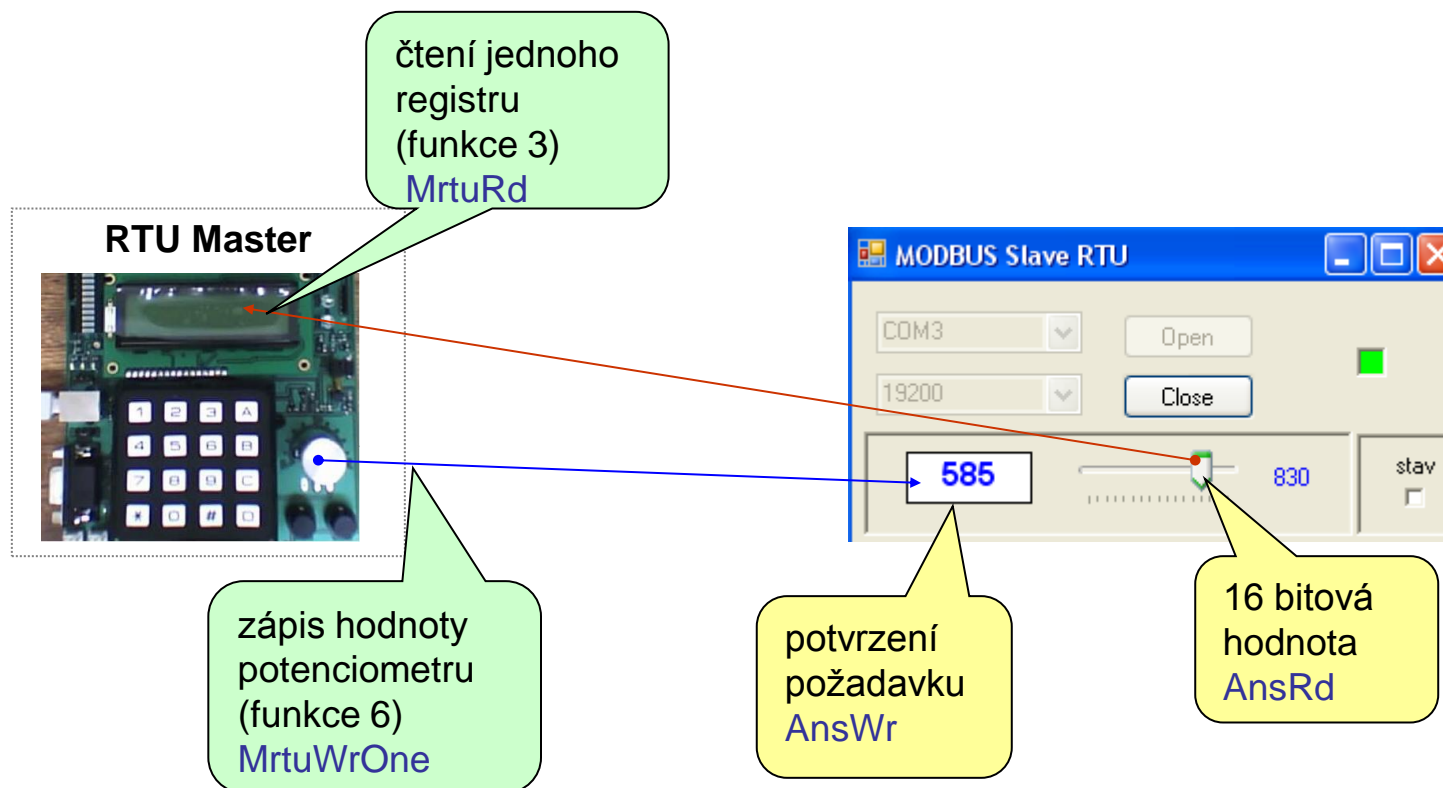 čtení jednoho
registru
(funkce 3)
MrtuRd
RTU Master
1 2 3 A
4 5 6 B
7 8 9 C
* 0 # D
zápis hodnoty
potenciometru
(funkce 6)
MrtuWrOne
MODBUS Slave RTU
COM3
Open
19200
Close
585
830
stav
potvrzení
požadavku
AnsWr
16 bitová
hodnota
AnsRd